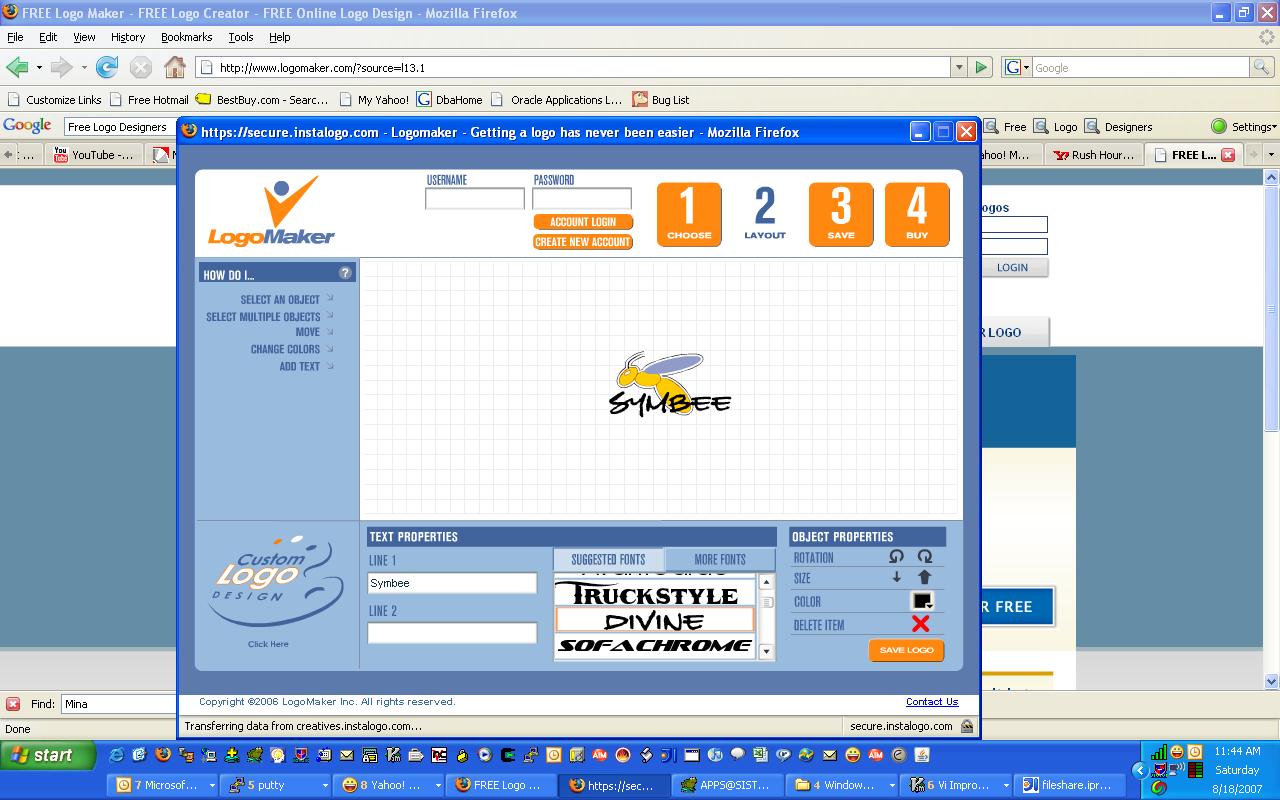 FREE Logo Maker - FREE Logo Creator - FREE Online Logo Design - Mozilla Firefox
File Edit View History Bookmarks Tools Help
http://www.logomaker.com/?source=l13.1
G Google
Customize Links Free Hotmail BestBuy.com - Searc... My Yahoo! DbaHome Oracle Applications L... Bug List
Google Free Logo Designers Free Logo Designers Settings
... YouTube -... ahoo! M... Rush Hour... FREE L...
https://secure.instalogo.com - Logomaker - Getting a logo has never been easier - Mozilla Firefox
LogoMaker
USERNAME PASSWORD
ACCOUNT LOGIN
CREATE NEW ACCOUNT
1 CHOOSE
2 LAYOUT
3 SAVE
4 BUY
ogos
LOGIN
R LOGO
HOW DO I... ?
SELECT AN OBJECT
SELECT MULTIPLE OBJECTS
MOVE
CHANGE COLORS
ADD TEXT
SYMBEE
Custom
Logo
DESIGN
Click Here
TEXT PROPERTIES
LINE 1
Symbee
LINE 2
SUGGESTED FONTS MORE FONTS
TRUCKSTYLE
DIVINE
SOFACHROME
OBJECT PROPERTIES
ROTATION
SIZE
COLOR
DELETE ITEM
SAVE LOGO
R FREE
Copyright ©2006 LogoMaker Inc. All rights reserved. Contact Us
Transferring data from creatives.instalogo.com... secure.instalogo.com
Find: Mina
Done
start
11:44 AM
Saturday
8/18/2007
7 Microsof... 5 putty 8 Yahoo! ... FREE Logo ... https://sec... APPS@SIST... 4 Window... 6 Vi Impro... fileshare.ipr...